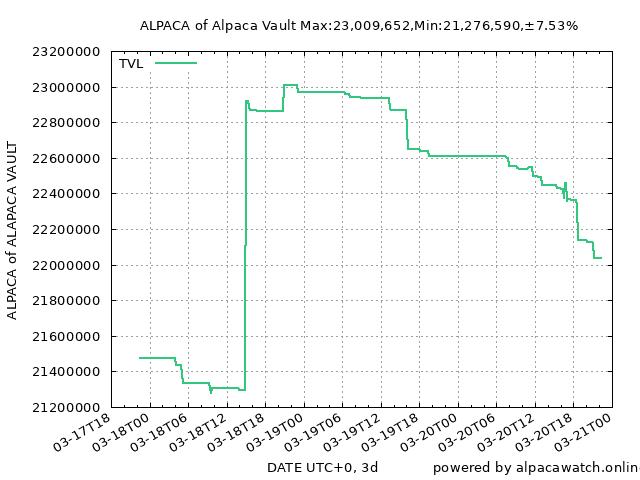 ALPACA of Alpaca Vault Max:23,009,652,Min:21,276,590,±7.53%
TVL
ALPACA of ALAPACA VAULT
23200000
23000000
22800000
22600000
22400000
22200000
22000000
21800000
21600000
21400000
21200000
03-17T18
03-18T00
03-18T06
03-18T12
03-18T18
03-19T00
03-19T06
03-19T12
03-19T18
03-20T00
03-20T06
03-20T12
03-20T18
03-21T00
DATE UTC+0, 3d
powered by alpacawatch.onlin